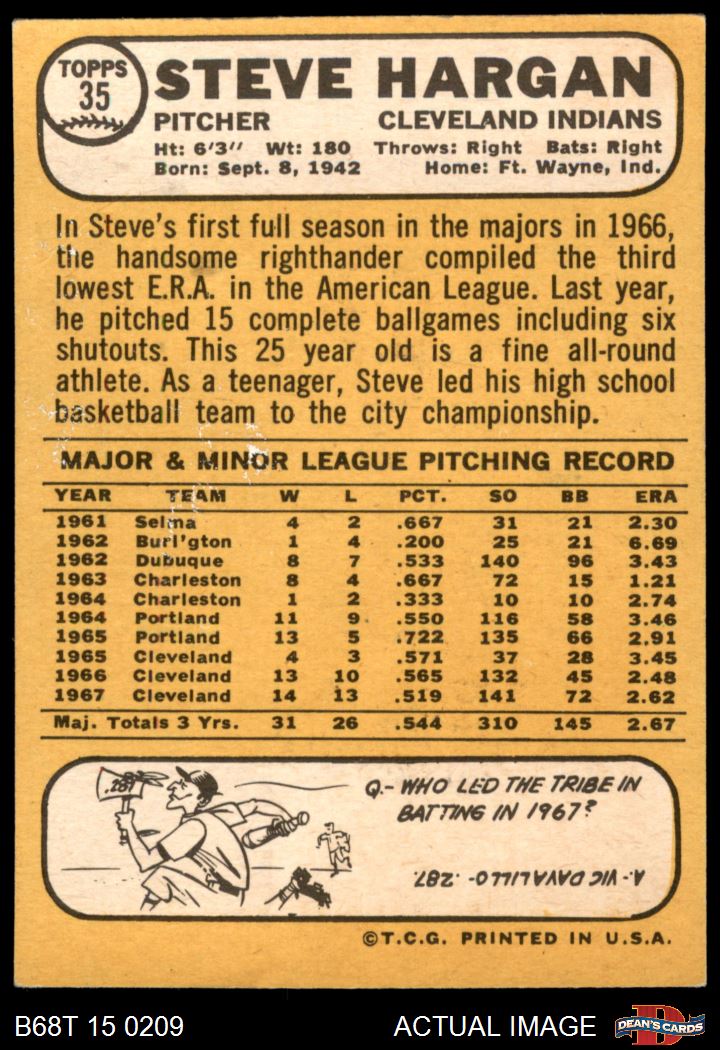 TOPPS
35
STEVE HARGAN
PITCHER CLEVELAND INDIANS
Ht: 6'3" Wt: 180 Throws: Right Bats: Right
Born: Sept. 8, 1942 Home: Ft. Wayne, Ind.
In Steve's first full season in the majors in 1966,
the handsome righthander compiled the third
lowest E.R.A. in the American League. Last year,
he pitched 15 complete ballgames including six
shutouts. This 25 year old is a fine all-round
athlete. As a teenager, Steve led his high school
basketball team to the city championship.
MAJOR & MINOR LEAGUE PITCHING RECORD
YEAR TEAM W L PCT. SO BB ERA
1961 Selma 4 2 .667 31 21 2.30
1962 Burl'gton 1 4 .200 25 21 6.69
1962 Dubuque 8 7 .533 140 96 3.43
1963 Charleston 8 4 .667 72 15 1.21
1964 Charleston 1 2 .333 10 10 2.74
1964 Portland 11 9 .550 116 58 3.46
1965 Portland 13 5 .722 135 66 2.91
1965 Cleveland 4 3 .571 37 28 3.45
1966 Cleveland 13 10 .565 132 45 2.48
1967 Cleveland 14 13 .519 141 72 2.62
Maj. Totals 3 Yrs. 31 26 .544 310 145 2.67
.287
Q.- WHO LED THE TRIBE IN
BATTING IN 1967?
A.- VIC DAVALILLO- .287.
©T.C.G. PRINTED IN U.S.A.
B68T 15 0209 ACTUAL IMAGE
D
DEAN'S CARDS